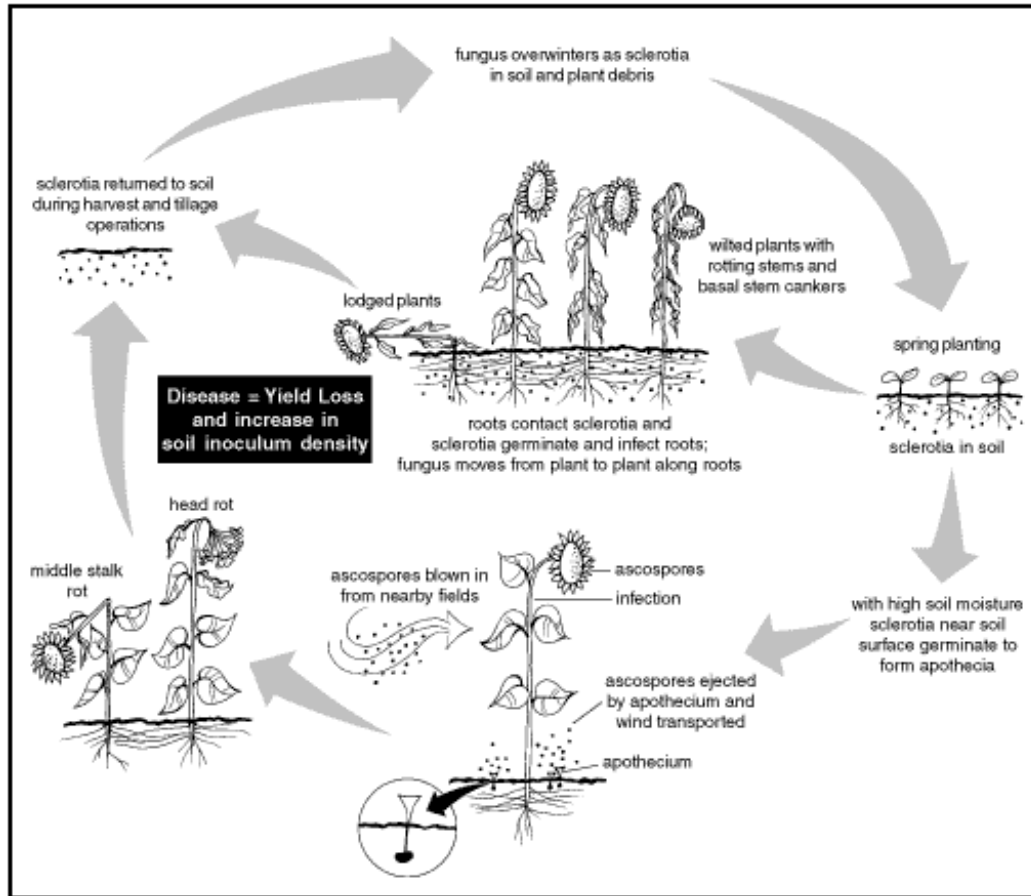 fungus overwinters as sclerotia
in soil and plant debris
sclerotia returned to soil
during harvest and tillage
operations
wilted plants with
rotting stems and
basal stem cankers
lodged plants
spring planting
sclerotia in soil
Disease = Yield Loss
and increase in
soil inoculum density
roots contact sclerotia and
sclerotia germinate and infect roots;
fungus moves from plant to plant along roots
head rot
middle stalk
rot
ascospores blown in
from nearby fields
ascospores
infection
with high soil moisture
sclerotia near soil
surface germinate to
form apothecia
ascospores ejected
by apothecium and
wind transported
apothecium